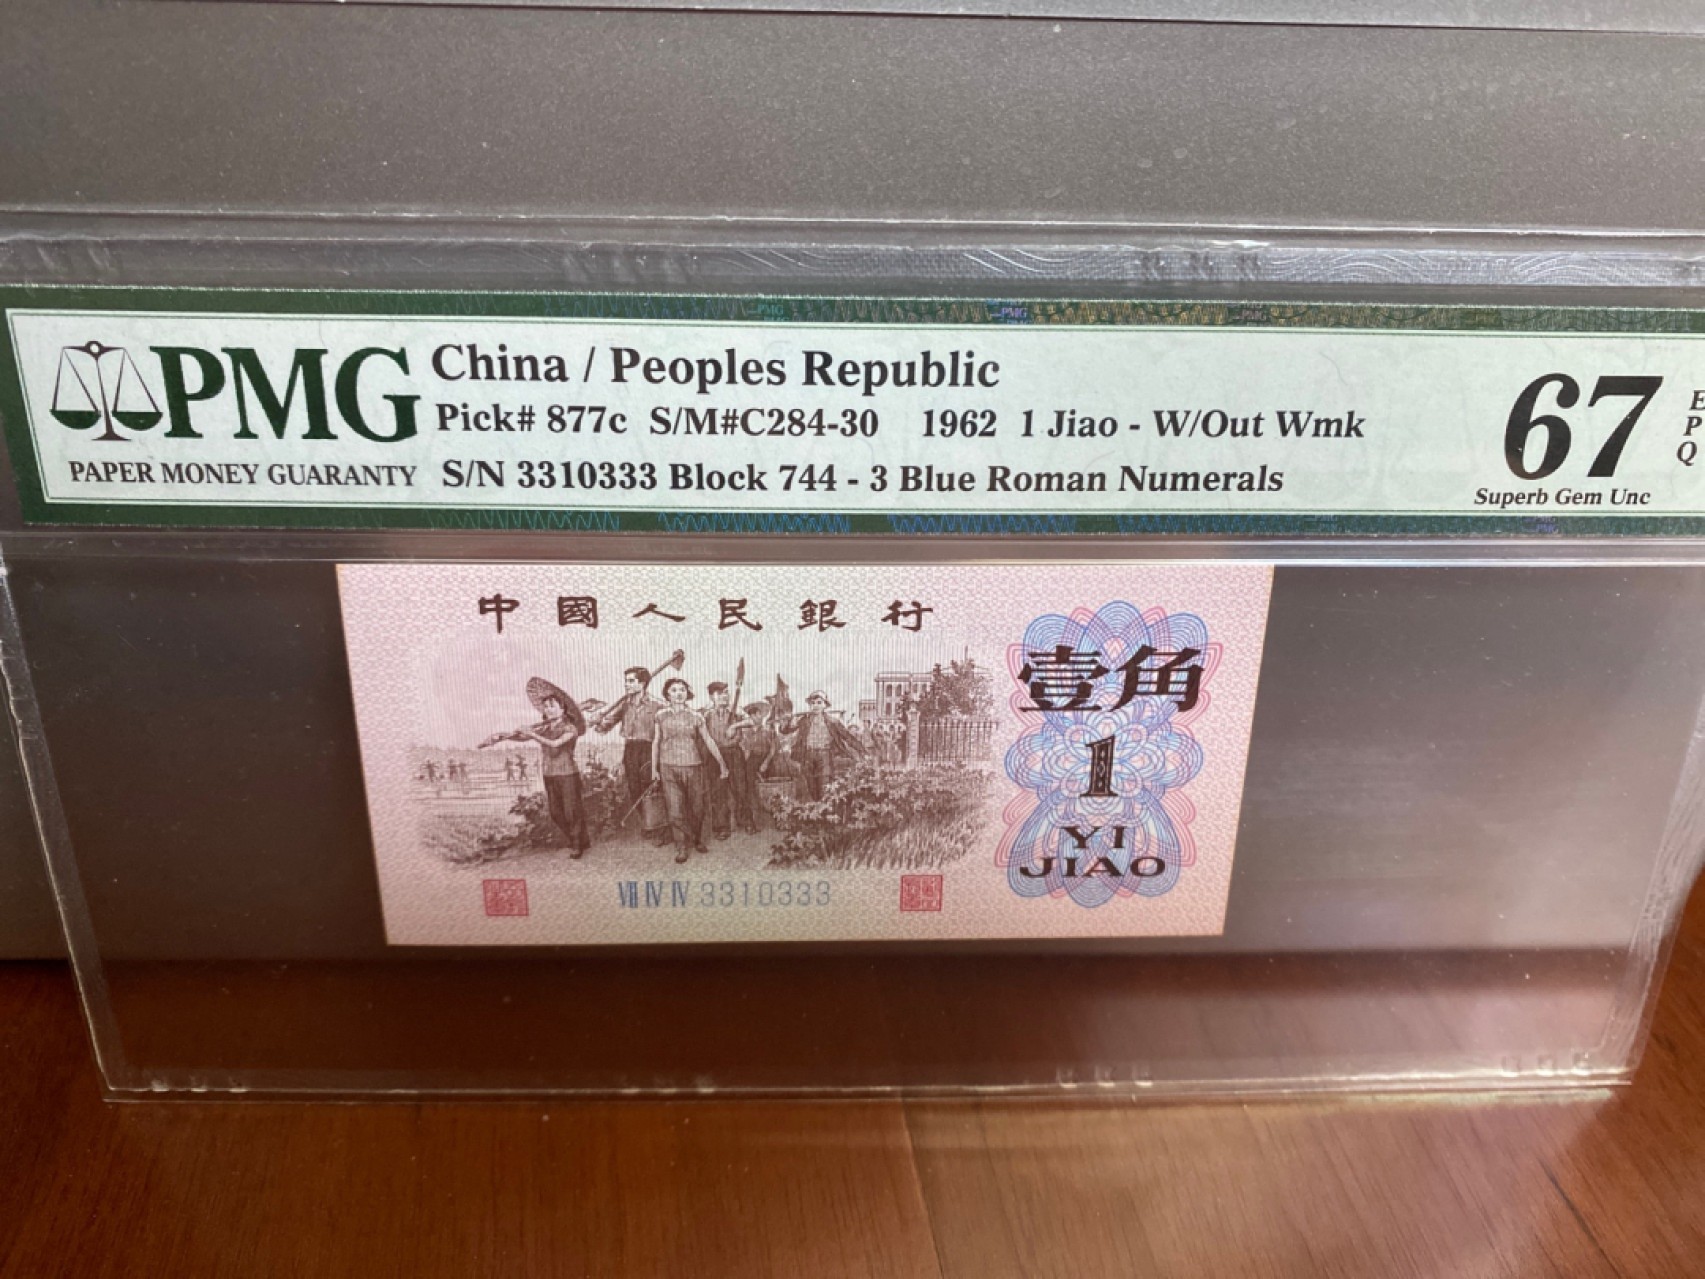 PMG
PAPER MONEY GUARANTY
China / Peoples Republic
Pick# 877c S/M#C284-30 1962 1 Jiao - W/Out Wmk
S/N 3310333 Block 744 - 3 Blue Roman Numerals
67
EPQ
Superb Gem Unc
中國人民銀行
壹角
1
YI
JIAO
VII IV IV 3310333